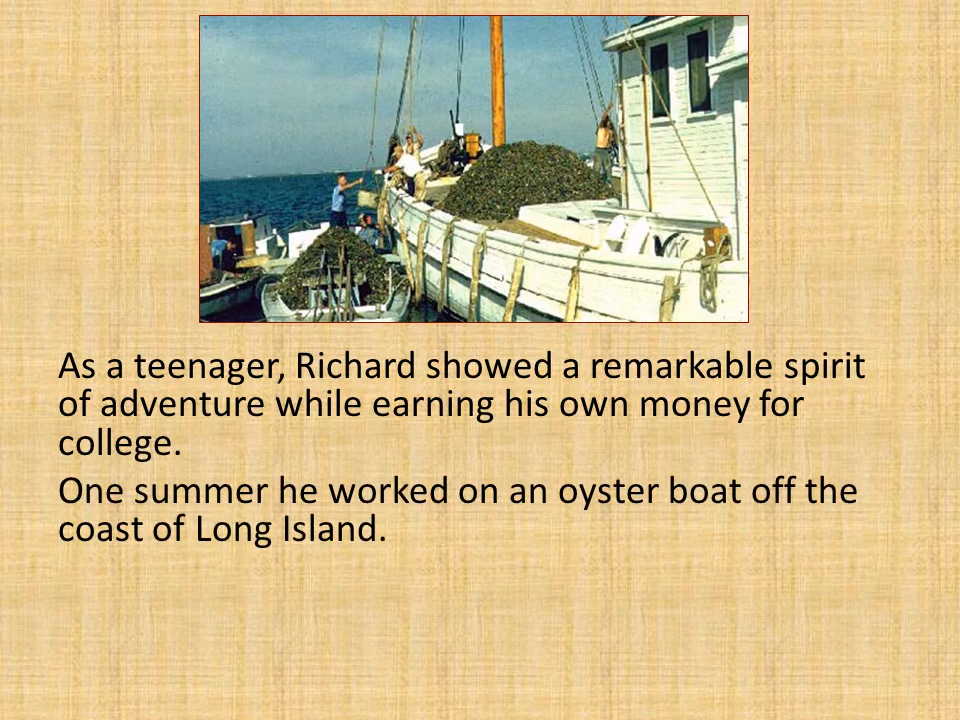 As a teenager, Richard showed a remarkable spirit
of adventure while earning his own money for
college.
One summer he worked on an oyster boat off the
coast of Long Island.